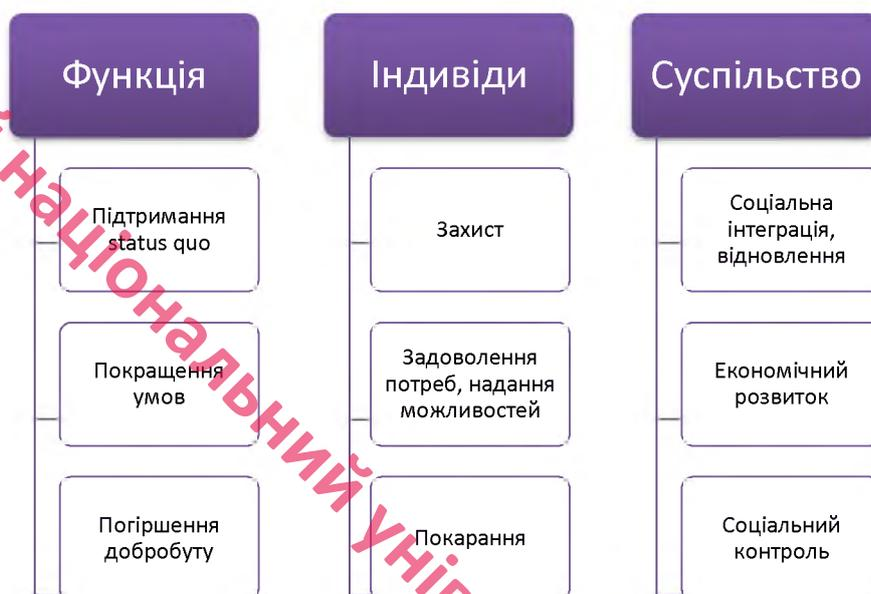 Функція
Індивіди
Суспільство
Підтримання
status quo
Захист
Соціальна
інтеграція,
відновлення
Покращення
умов
Задоволення
потреб, надання
можливостей
Економічний
розвиток
Погіршення
добробуту
Покарання
Соціальний
контроль
національний